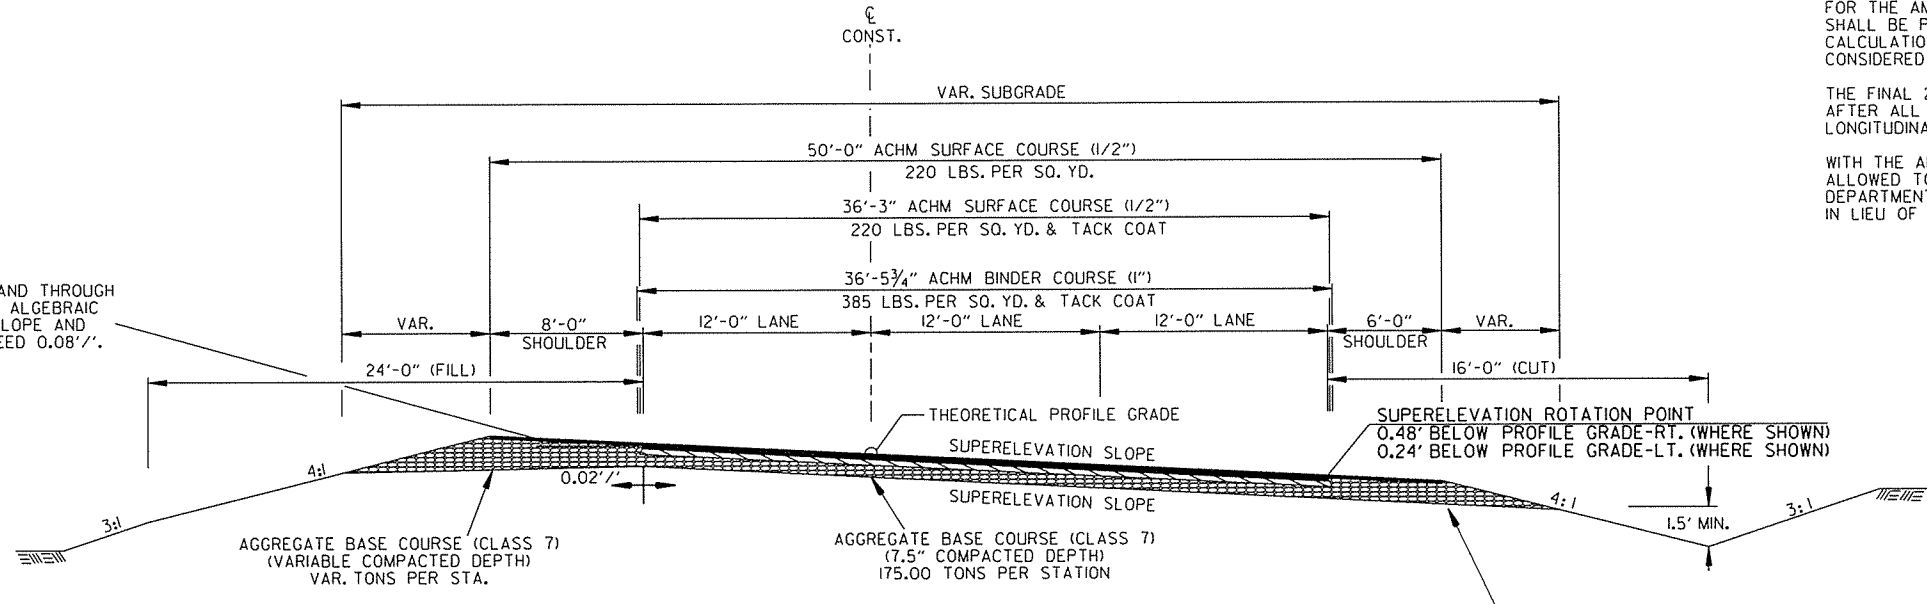 ℄
CONST.
VAR. SUBGRADE
50'-0" ACHM SURFACE COURSE (1/2")
220 LBS. PER SQ. YD.
36'-3" ACHM SURFACE COURSE (1/2")
220 LBS. PER SQ. YD. & TACK COAT
36'-5¾" ACHM BINDER COURSE (1")
385 LBS. PER SQ. YD. & TACK COAT
VAR.
8'-0"
SHOULDER
12'-0" LANE
12'-0" LANE
12'-0" LANE
6'-0"
SHOULDER
VAR.
24'-0" (FILL)
16'-0" (CUT)
AND THROUGH
ALGEBRAIC
LOPE AND
EED 0.08'/'.
THEORETICAL PROFILE GRADE
SUPERELEVATION SLOPE
SUPERELEVATION ROTATION POINT
0.48' BELOW PROFILE GRADE-RT. (WHERE SHOWN)
0.24' BELOW PROFILE GRADE-LT. (WHERE SHOWN)
3:1
4:1
0.02'/'
SUPERELEVATION SLOPE
4:1
3:1
1.5' MIN.
AGGREGATE BASE COURSE (CLASS 7)
(VARIABLE COMPACTED DEPTH)
VAR. TONS PER STA.
AGGREGATE BASE COURSE (CLASS 7)
(7.5" COMPACTED DEPTH)
175.00 TONS PER STATION
FOR THE AM
SHALL BE P
CALCULATIO
CONSIDERED
THE FINAL 2
AFTER ALL
LONGITUDINA
WITH THE A
ALLOWED TO
DEPARTMENT
IN LIEU OF